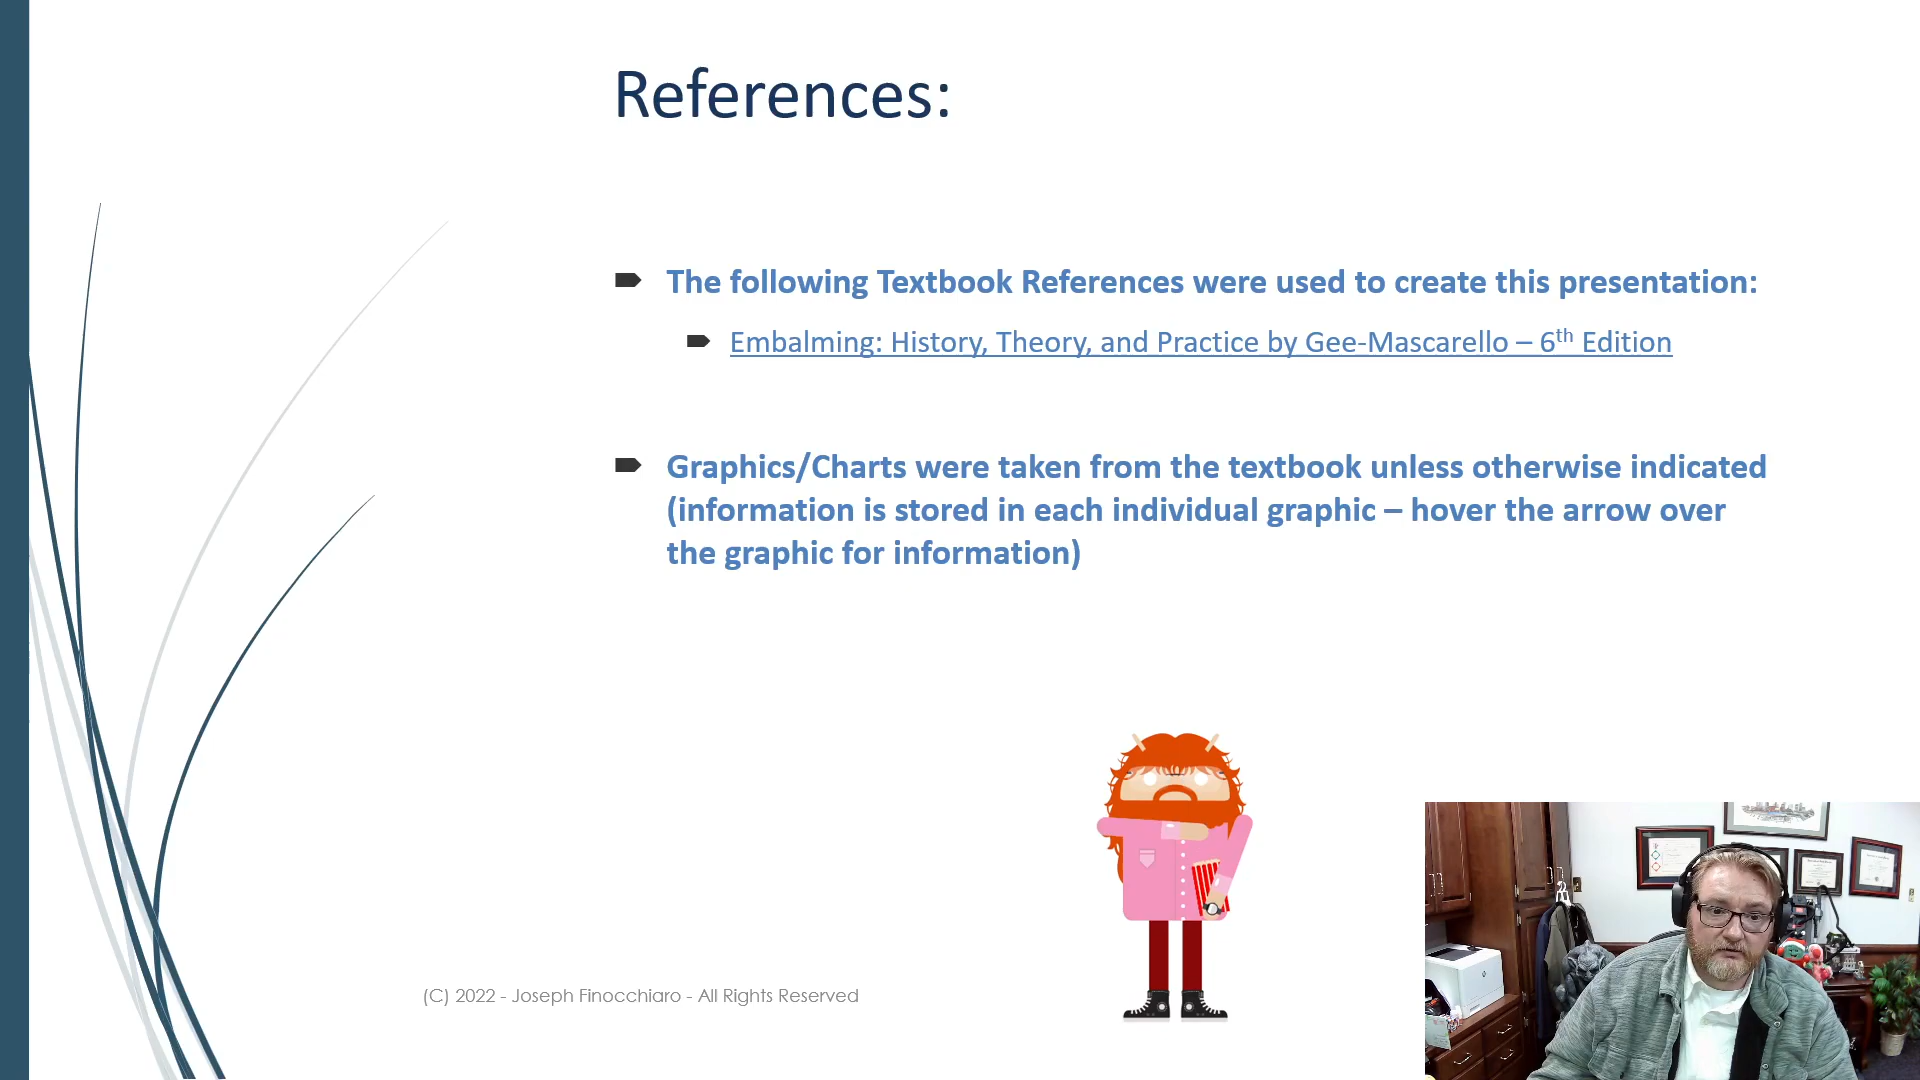 References:
The following Textbook References were used to create this presentation:
Embalming: History, Theory, and Practice by Gee-Mascarello – 6th Edition
Graphics/Charts were taken from the textbook unless otherwise indicated
(information is stored in each individual graphic – hover the arrow over
the graphic for information)
(C) 2022 - Joseph Finocchiaro - All Rights Reserved